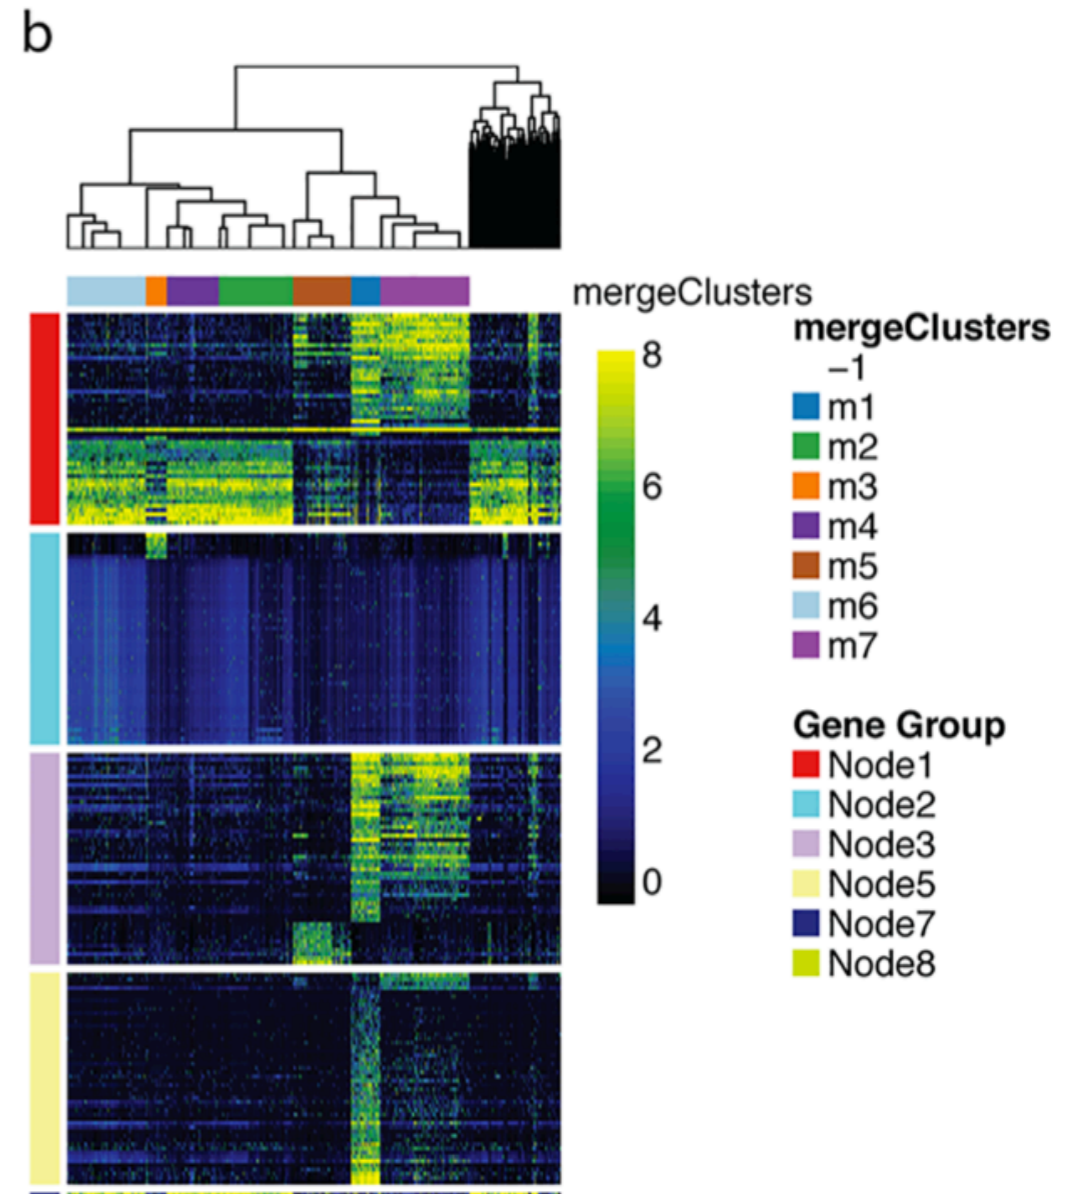 b
mergeClusters
8
6
4
2
0
mergeClusters
–1
m1
m2
m3
m4
m5
m6
m7
Gene Group
Node1
Node2
Node3
Node5
Node7
Node8